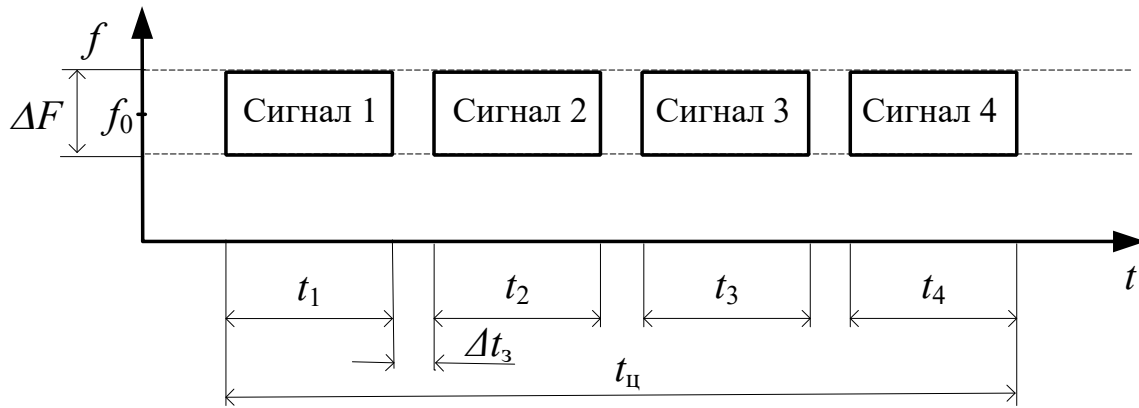 f
ΔF
f₀
Сигнал 1
Сигнал 2
Сигнал 3
Сигнал 4
t₁
t₂
t₃
t₄
t
Δtз
tц